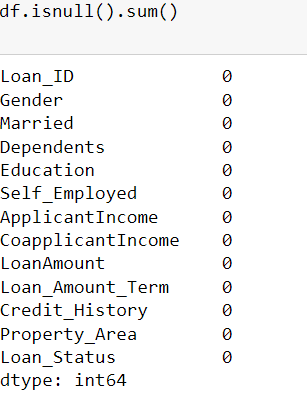 df.isnull().sum()
Loan_ID 0
Gender 0
Married 0
Dependents 0
Education 0
Self_Employed 0
ApplicantIncome 0
CoapplicantIncome 0
LoanAmount 0
Loan_Amount_Term 0
Credit_History 0
Property_Area 0
Loan_Status 0
dtype: int64